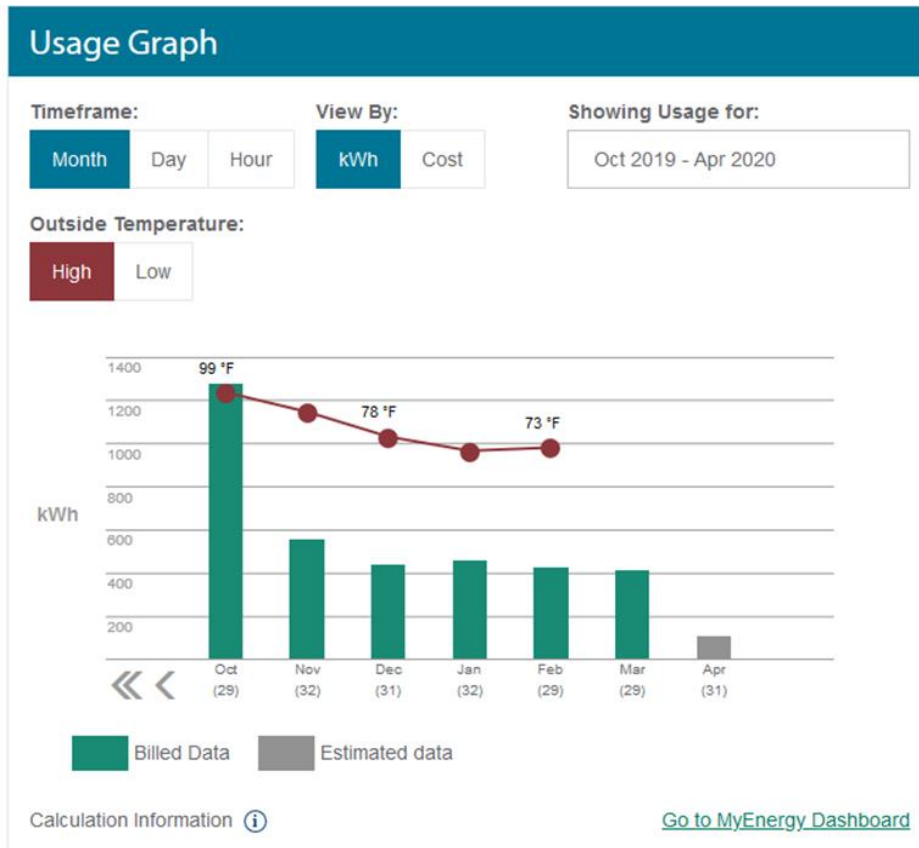 Usage Graph
Timeframe: View By: Showing Usage for:
Month Day Hour kWh Cost Oct 2019 - Apr 2020
Outside Temperature:
High Low
1400
99 °F
1200
78 °F
73 °F
1000
800
kWh
600
400
200
Oct Nov Dec Jan Feb Mar Apr
(29) (32) (31) (32) (29) (29) (31)
Billed Data Estimated data
Calculation Information i Go to MyEnergy Dashboard